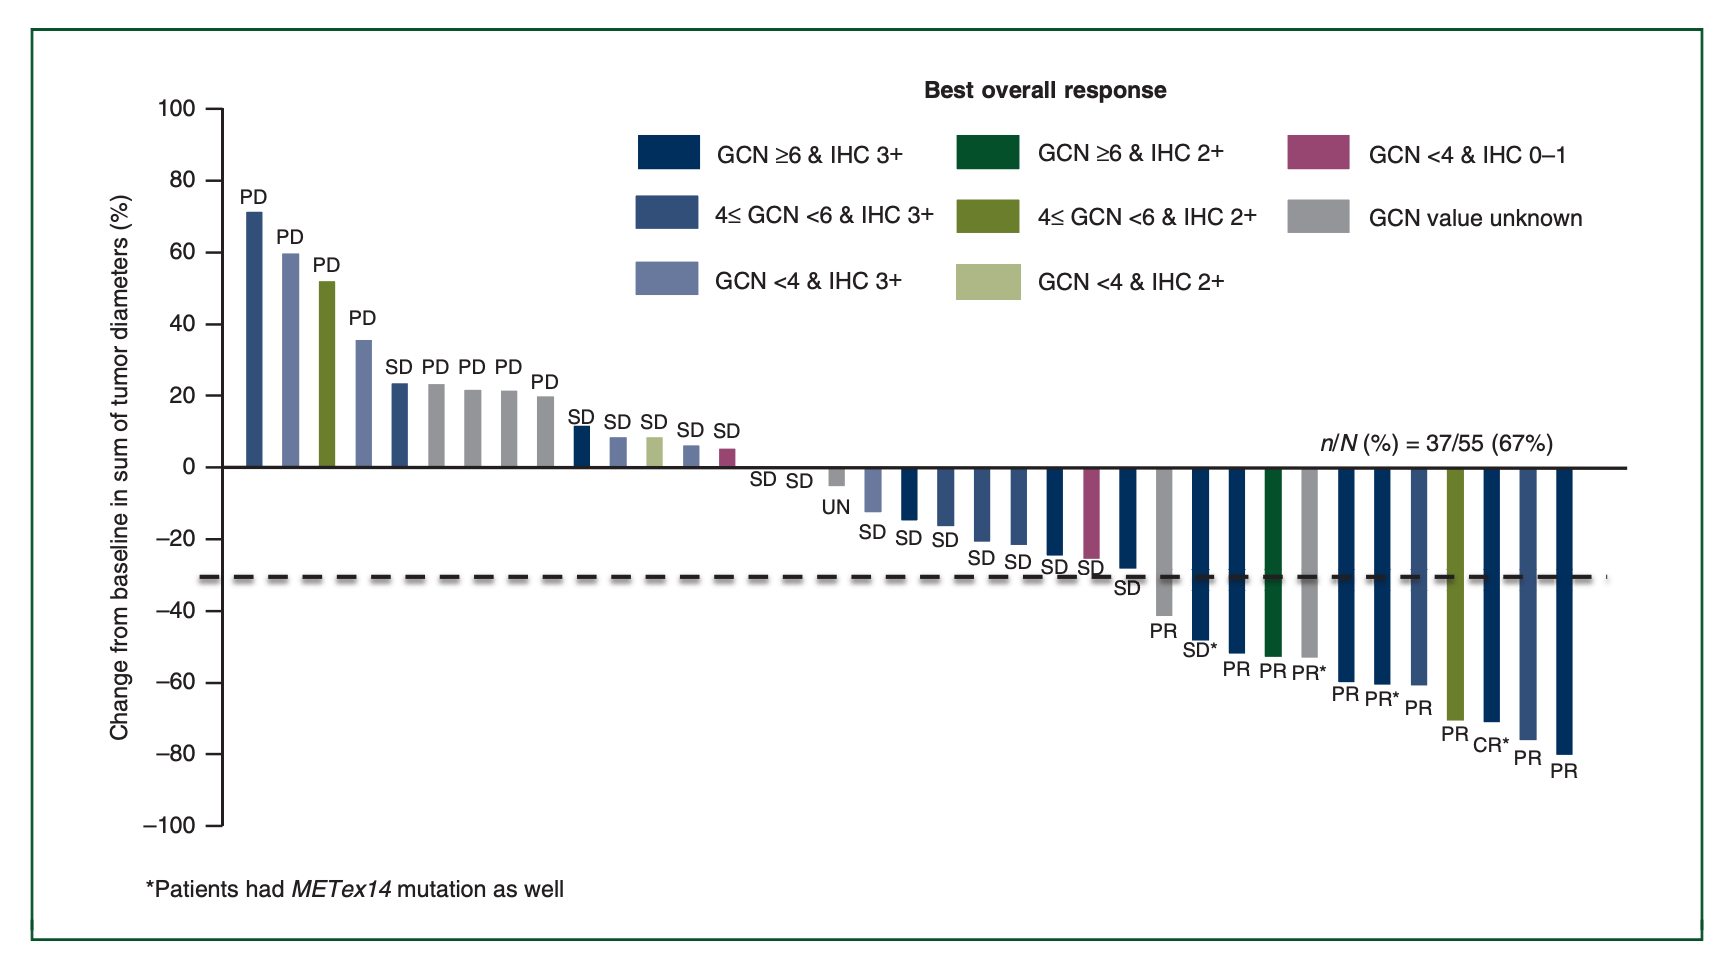 Best overall response
GCN ≥6 & IHC 3+
GCN ≥6 & IHC 2+
GCN <4 & IHC 0–1
4≤ GCN <6 & IHC 3+
4≤ GCN <6 & IHC 2+
GCN value unknown
GCN <4 & IHC 3+
GCN <4 & IHC 2+
Change from baseline in sum of tumor diameters (%)
100
80
60
40
20
0
–20
–40
–60
–80
–100
PD
PD
PD
PD
SD
PD
PD
PD
PD
SD
SD
SD
SD
SD
SD
SD
UN
SD
SD
SD
SD
SD
SD
SD
SD
PR
SD*
PR
PR
PR*
PR
PR*
PR
PR
CR*
PR
PR
n/N (%) = 37/55 (67%)
*Patients had METex14 mutation as well